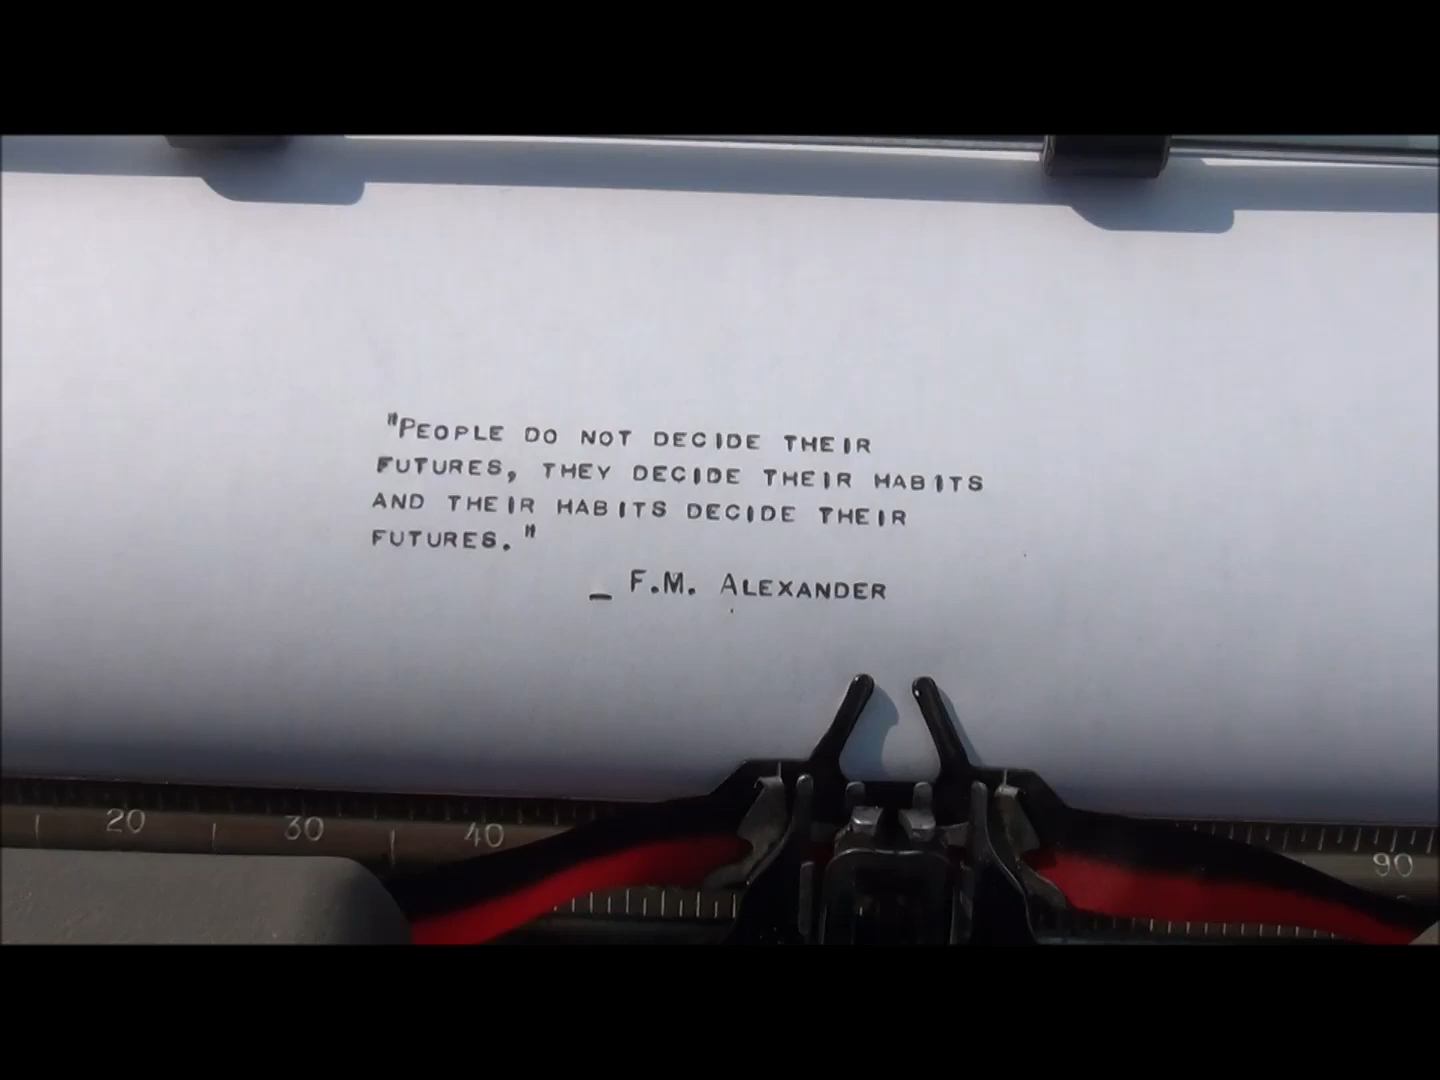 "People do not decide their
futures, they decide their habits
and their habits decide their
futures."
_ F.M. Alexander
20 30 40 90